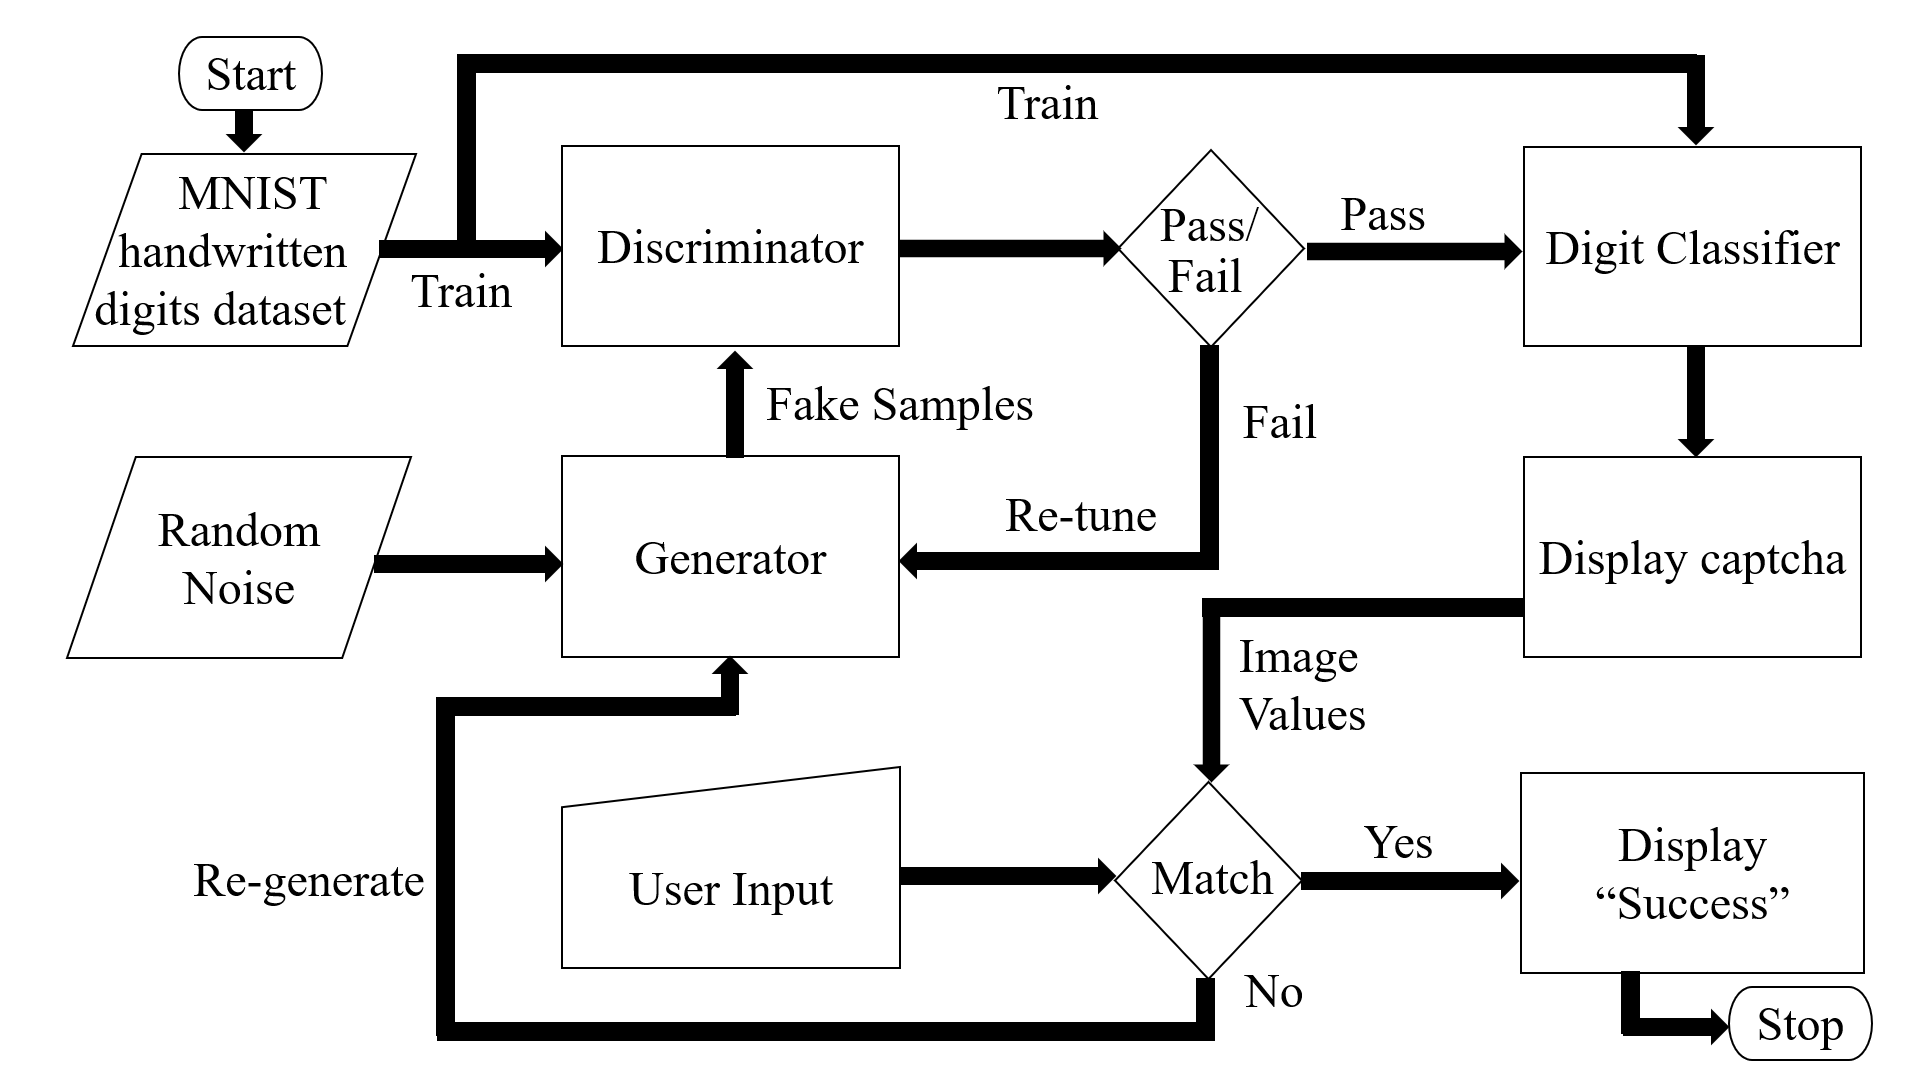 Start
Train
MNIST
handwritten
digits dataset
Train
Discriminator
Pass/
Fail
Pass
Digit Classifier
Fake Samples
Fail
Random
Noise
Generator
Re-tune
Display captcha
Image
Values
Re-generate
User Input
Match
Yes
Display
“Success”
No
Stop